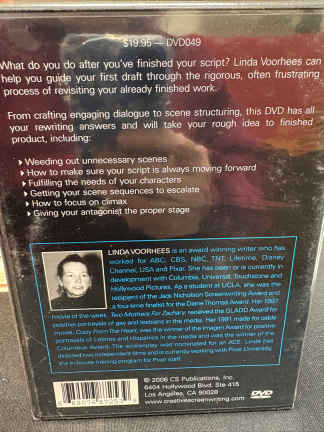 $19.95 — DVD049
What do you do after you've finished your script? Linda Voorhees can
help you guide your first draft through the rigorous, often frustrating
process of revisiting your already finished work.
From crafting engaging dialogue to scene structuring, this DVD has all
your rewriting answers and will take your rough idea to finished
product, including:
Weeding out unnecessary scenes
How to make sure your script is always moving forward
Fulfilling the needs of your characters
Getting your scene sequences to escalate
How to focus on climax
Giving your antagonist the proper stage
LINDA VOORHEES is an award winning writer who has
worked for ABC, CBS, NBC, TNT, Lifetime, Disney
Channel, USA and Pixar. She has been or is currently in
development with Columbia, Universal, Touchstone and
Hollywood Pictures. As a student at UCLA, she was the
recipient of the Jack Nicholson Screenwriting Award and
a four time finalist for the Diane Thomas Award. Her
movie of-the-week, Two Mothers For Zachary, received the GLAAD Award for
positive portrayals of gay and lesbians in the media. Her 1991 made for cable
movie, Crazy From The Heart, was the winner of the Imagen Award for positive
portrayals of Latinos and Hispanics in the media and was the winner of the
Columbus Award. The screenplay was nominated for an ACE. Linda has
directed two independent films and is currently working with Pixar University,
the in-house training program for Pixar staff.
© 2006 CS Publications, Inc.
6404 Hollywood Blvd. Ste 415
Los Angeles, CA 90028
www.creativescreenwriting.com
DVD